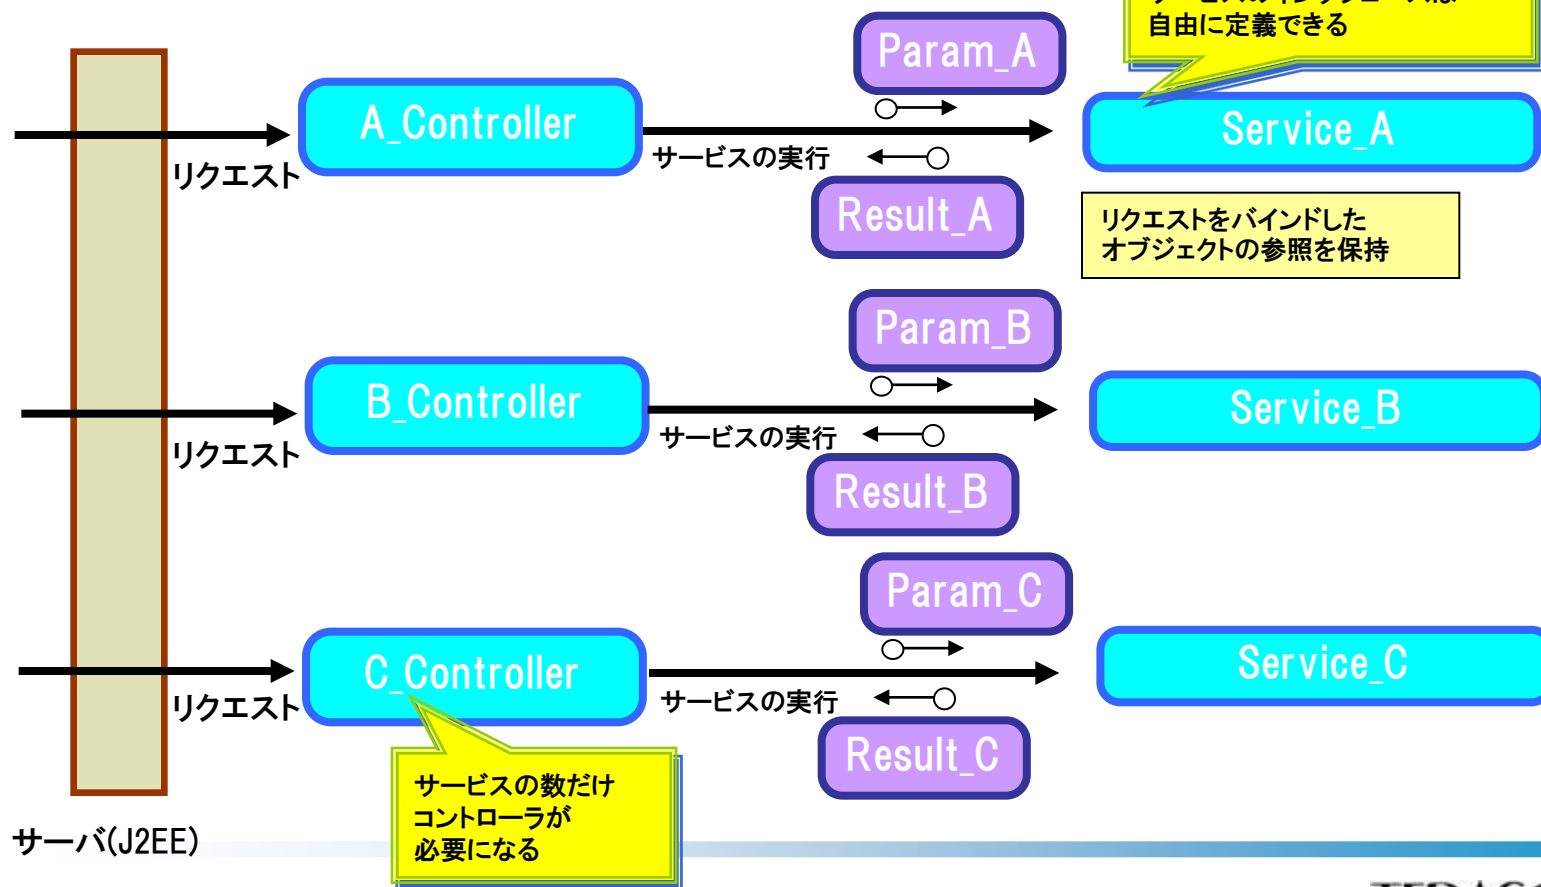 自由に定義できる
Param_A
A_Controller
Service_A
リクエスト
サービスの実行
Result_A
リクエストをバインドした
オブジェクトの参照を保持
Param_B
B_Controller
Service_B
リクエスト
サービスの実行
Result_B
Param_C
C_Controller
Service_C
リクエスト
サービスの実行
Result_C
サービスの数だけ
コントローラが
必要になる
サーバ(J2EE)